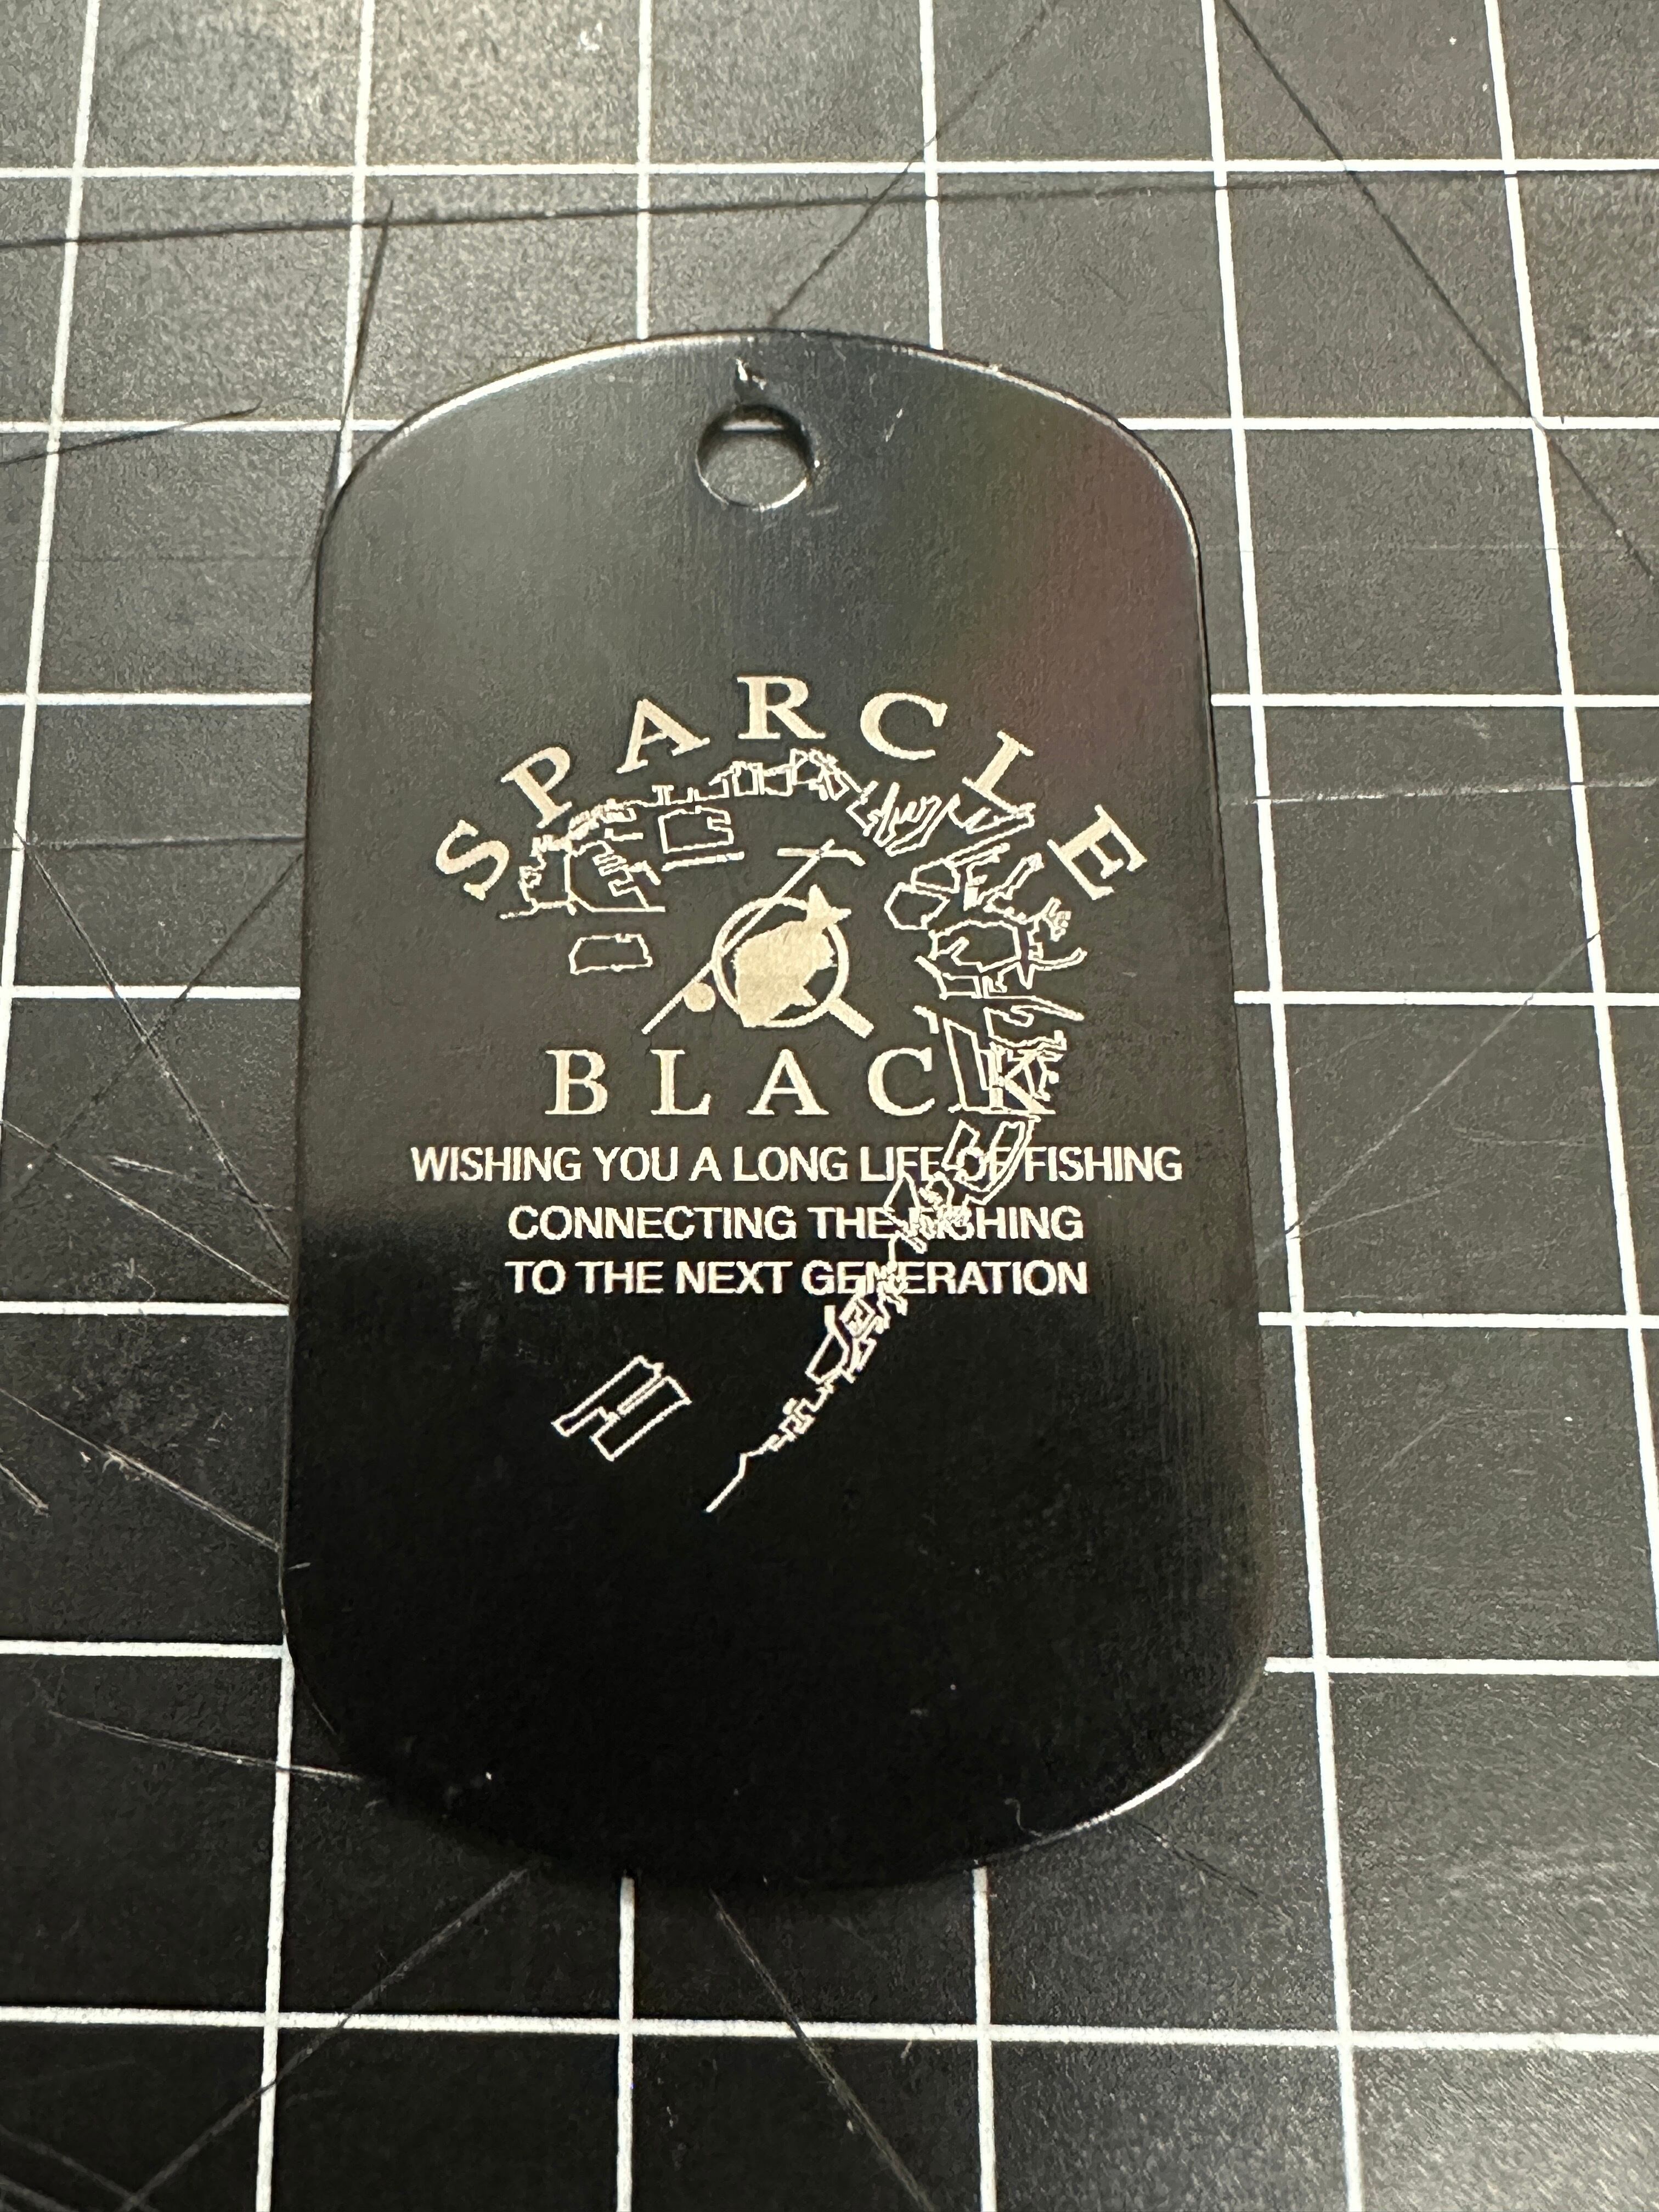 SPARCLE
BLACK
WISHING YOU A LONG LIFE OF FISHING
CONNECTING THE FISHING
TO THE NEXT GENERATION